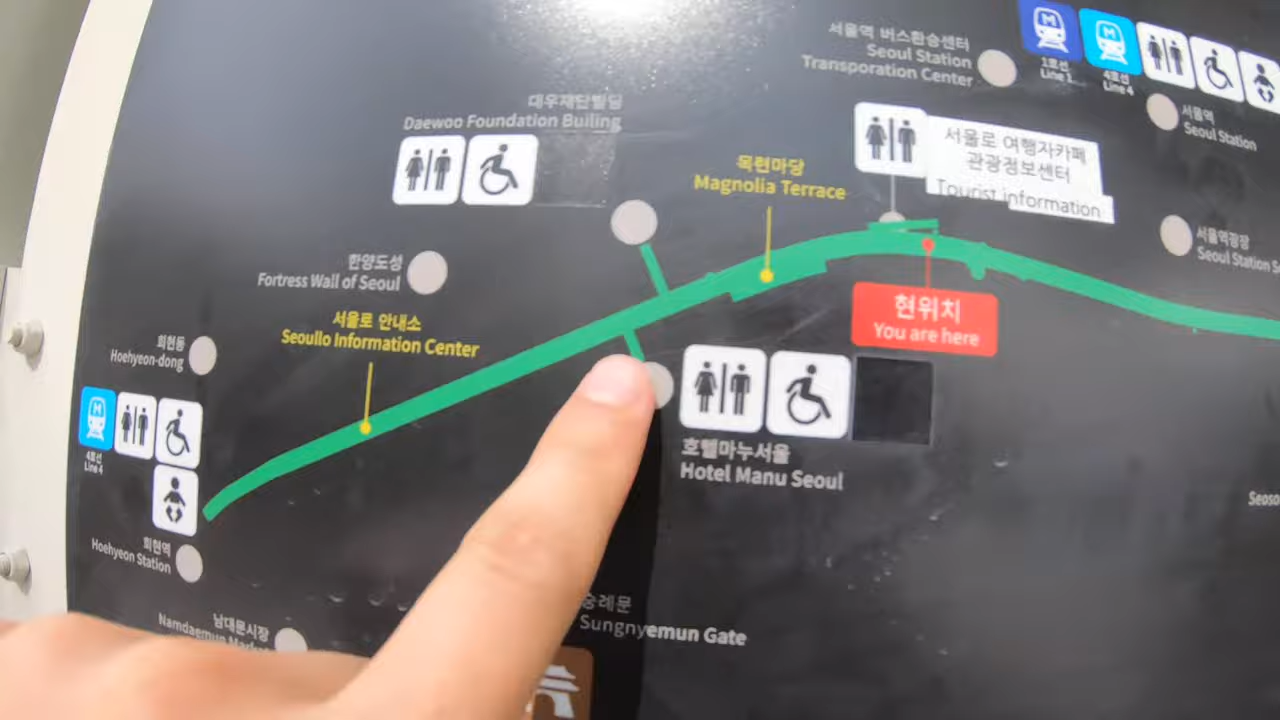 서울역 버스환승센터
Seoul Station
Transporation Center
M
1호선
Line 1
M
4호선
Line 4
서울역
Seoul Station
대우재단빌딩
Daewoo Foundation Builing
목련마당
Magnolia Terrace
서울로 여행자카페
관광정보센터
Tourist information
서울역광장
Seoul Station S
한양도성
Fortress Wall of Seoul
서울로 안내소
Seoullo Information Center
현위치
You are here
회현동
Hoehyeon-dong
M
4호선
Line 4
호텔마누서울
Hotel Manu Seoul
회현역
Hoehyeon Station
남대문시장
Namdaemun Market
숭례문
Sungnyemun Gate